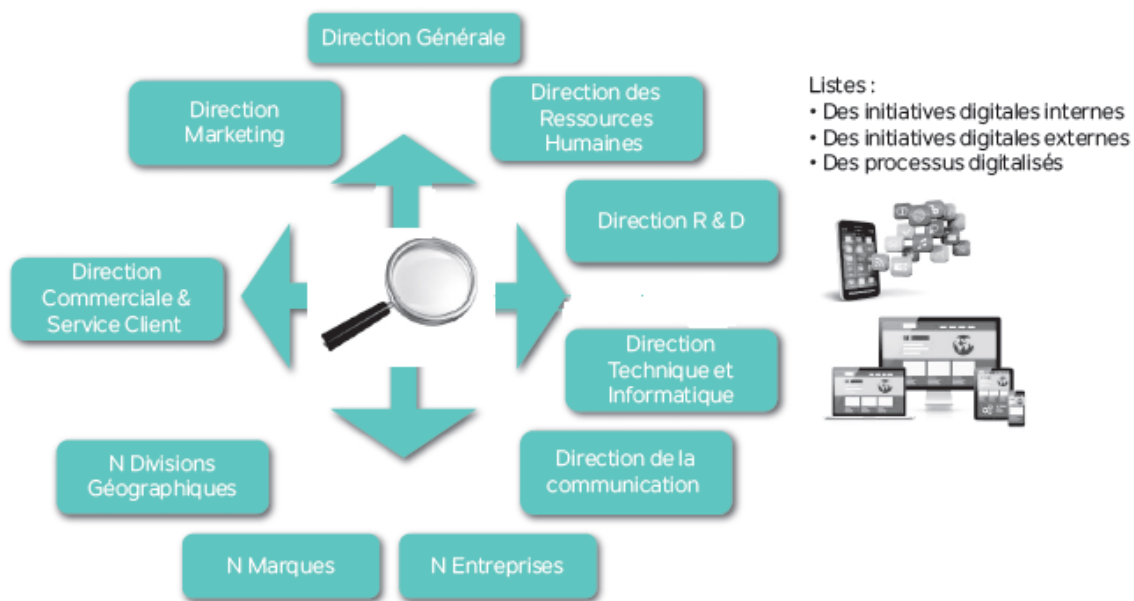 Direction Générale
Direction
Marketing
Direction des
Ressources
Humaines
Listes :
• Des initiatives digitales internes
• Des initiatives digitales externes
• Des processus digitalisés
Direction R & D
Direction
Commerciale &
Service Client
Direction
Technique et
Informatique
N Divisions
Géographiques
Direction de la
communication
N Marques
N Entreprises